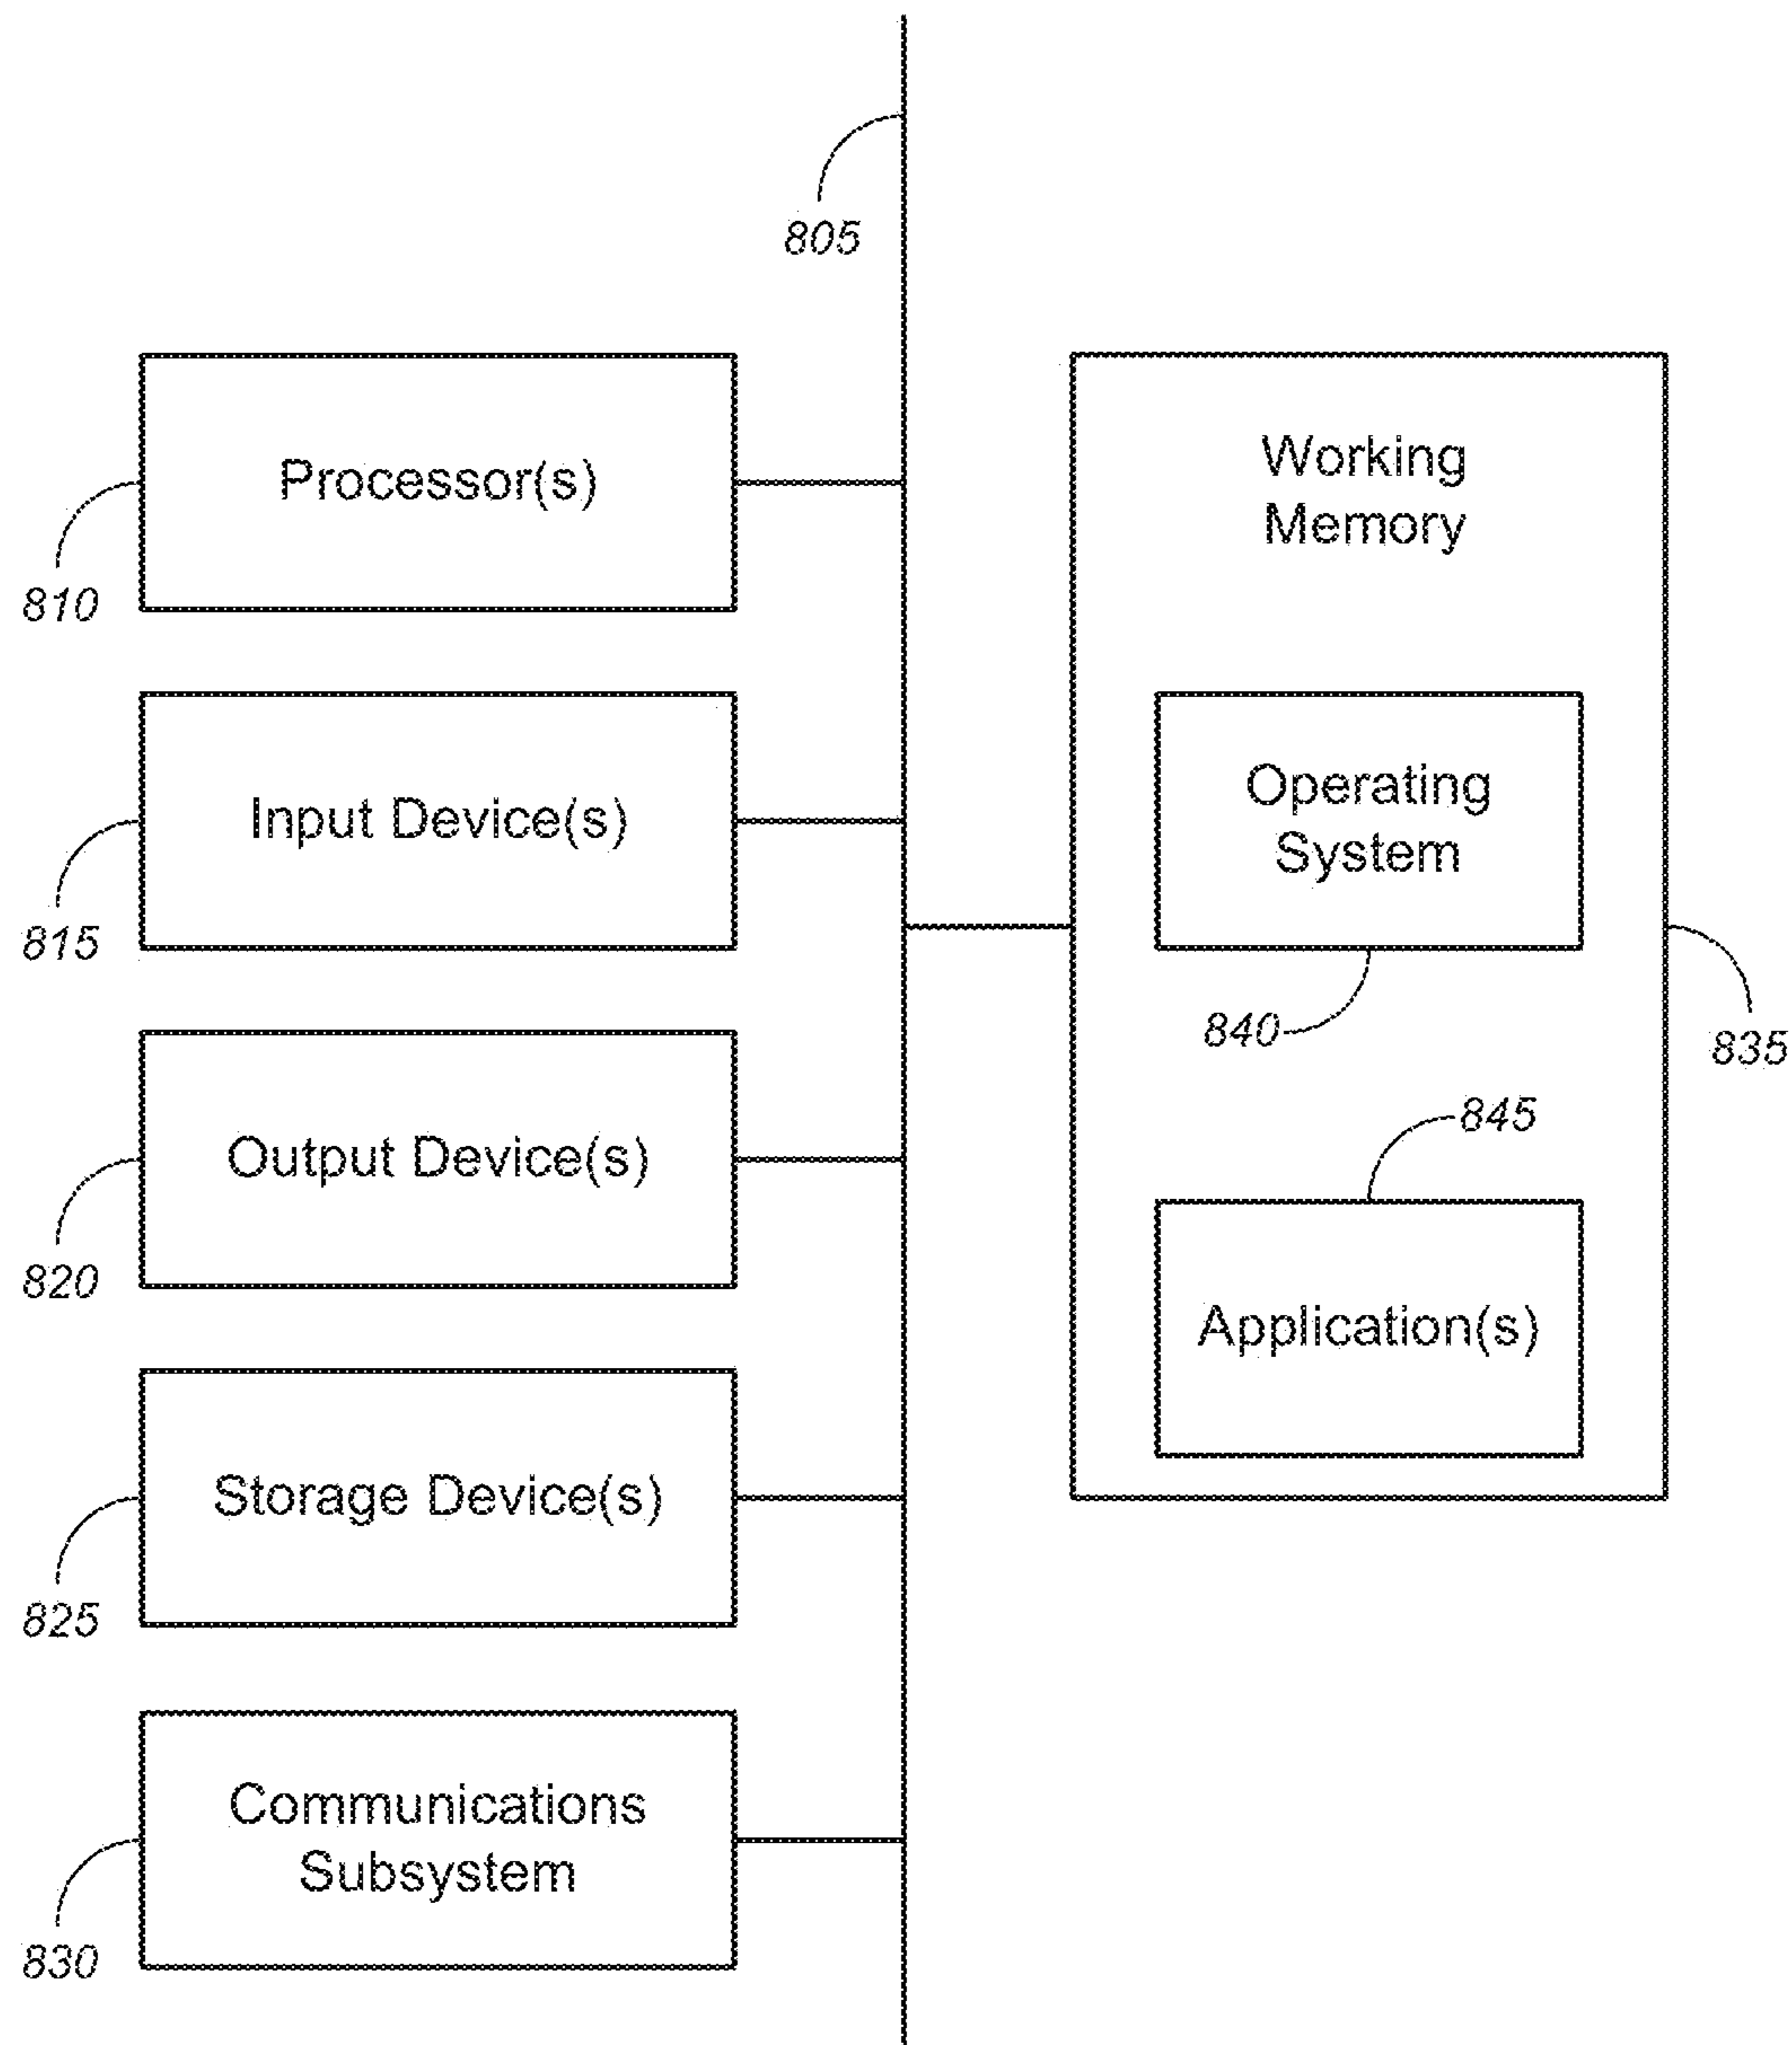 805
Processor(s)
810
Input Device(s)
815
Output Device(s)
820
Storage Device(s)
825
Communications
Subsystem
830
Working
Memory
Operating
System
840
835
845
Application(s)